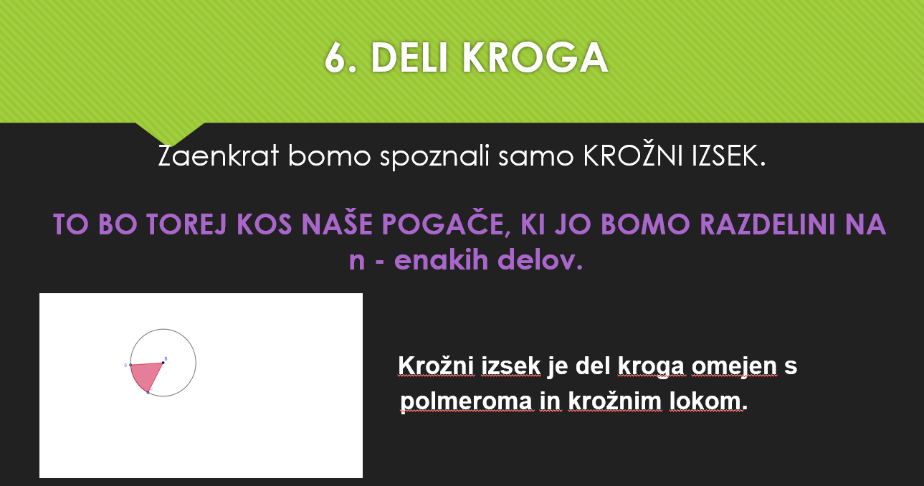 6. DELI KROGA
Zaenkrat bomo spoznali samo KROŽNI IZSEK.
TO BO TOREJ KOS NAŠE POGAČE, KI JO BOMO RAZDELINI NA
n - enakih delov.
Krožni izsek je del kroga omejen s
polmeroma in krožnim lokom.